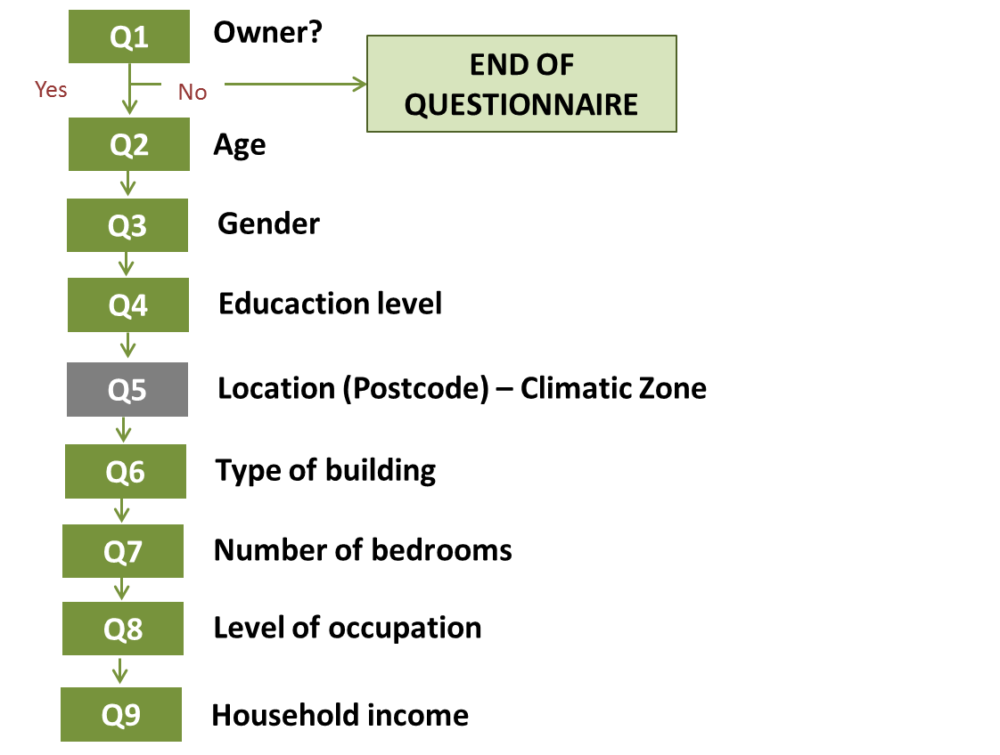 Q1 Owner?
Yes No
END OF
QUESTIONNAIRE
Q2 Age
Q3 Gender
Q4 Educaction level
Q5 Location (Postcode) – Climatic Zone
Q6 Type of building
Q7 Number of bedrooms
Q8 Level of occupation
Q9 Household income